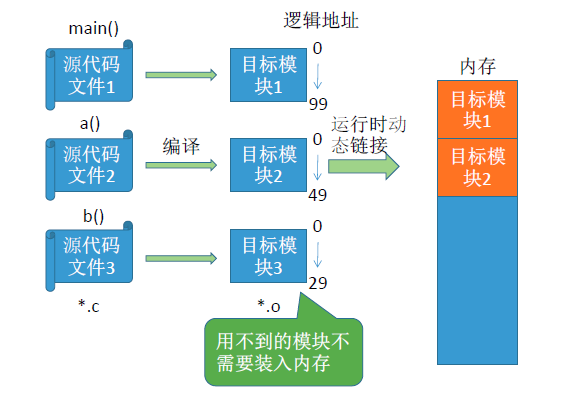 逻辑地址
main()
源代码
文件1
目标模
块1
0
99
内存
目标模
块1
a()
源代码
文件2
编译
目标模
块2
0
49
运行时动
态链接
目标模
块2
b()
源代码
文件3
目标模
块3
0
29
*.c
*.o
用不到的模块不
需要装入内存